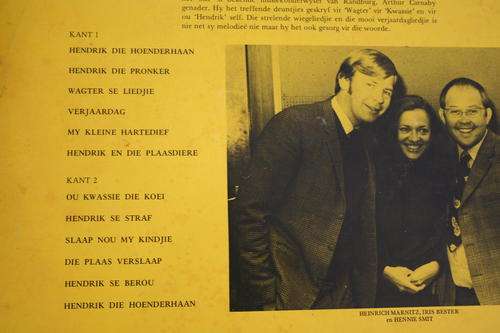 genader. Hy het treffende deuntjies geskryf vir 'Wagter' vir 'Kwassie' en vir
ou 'Hendrik' self. Die strelende wiegeliedjie en die mooi verjaardagliedjie is
nie net sy melodieë nie maar hy het ook gesorg vir die woorde.
KANT 1
HENDRIK DIE HOENDERHAAN
HENDRIK DIE PRONKER
WAGTER SE LIEDJIE
VERJAARDAG
MY KLEINE HARTEDIEF
HENDRIK EN DIE PLAASDIERE
KANT 2
OU KWASSIE DIE KOEI
HENDRIK SE STRAF
SLAAP NOU MY KINDJIE
DIE PLAAS VERSLAAP
HENDRIK SE BEROU
HENDRIK DIE HOENDERHAAN
HEINRICH MARNITZ, IRIS BESTER
en HENNIE SMIT